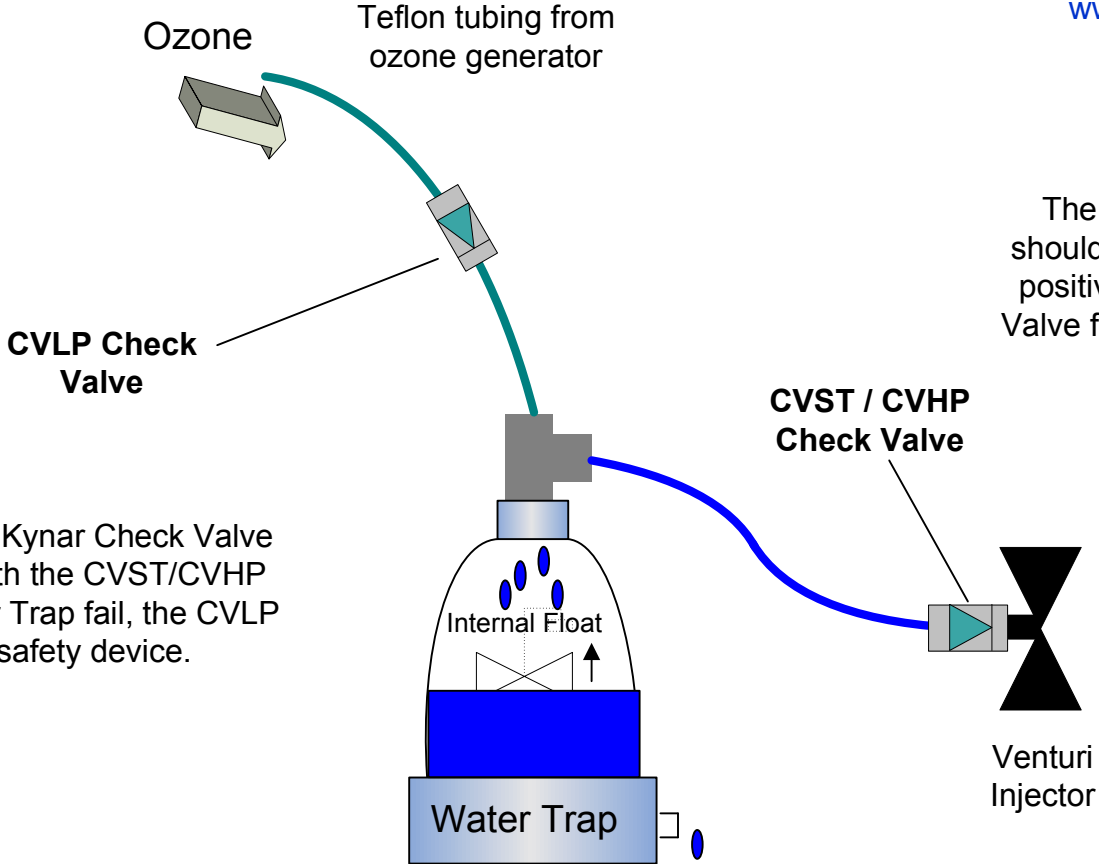 Ozone
Teflon tubing from
ozone generator
The
should
Valve f
CVLP Check
Valve
CVST / CVHP
Check Valve
Kynar Check Valve
th the CVST/CVHP
Trap fail, the CVLP
safety device.
Internal Float
Venturi
Injector
Water Trap